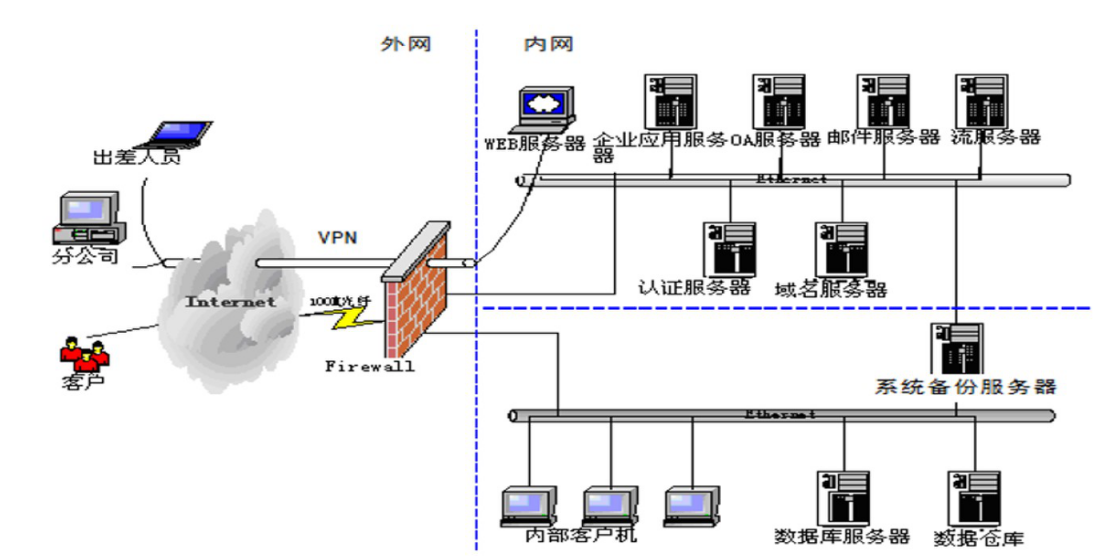 外网
内网
出差人员
WEB服务器
企业应用服务器
OA服务器
邮件服务器
流服务器
Ethernet
分公司
VPN
认证服务器
域名服务器
Internet
100M光纤
Firewall
客户
系统备份服务器
Ethernet
内部客户机
数据库服务器
数据仓库